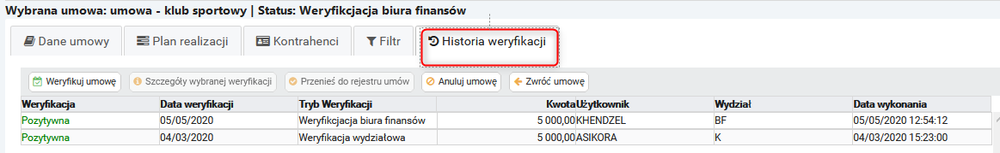 Wybrana umowa: umowa - klub sportowy | Status: Weryfikcjacja biura finansów
Dane umowy Plan realizacji Kontrahenci Filtr Historia weryfikacji
Weryfikuj umowę Szczegóły wybranej weryfikacji Przenieś do rejestru umów Anuluj umowę Zwróć umowę
Weryfikacja Data weryfikacji Tryb Weryfikacji Kwota Użytkownik Wydział Data wykonania
Pozytywna 05/05/2020 Weryfikcjacja biura finansów 5 000,00 KHENDZEL BF 05/05/2020 12:54:12
Pozytywna 04/03/2020 Weryfikacja wydziałowa 5 000,00 ASIKORA K 04/03/2020 15:23:00